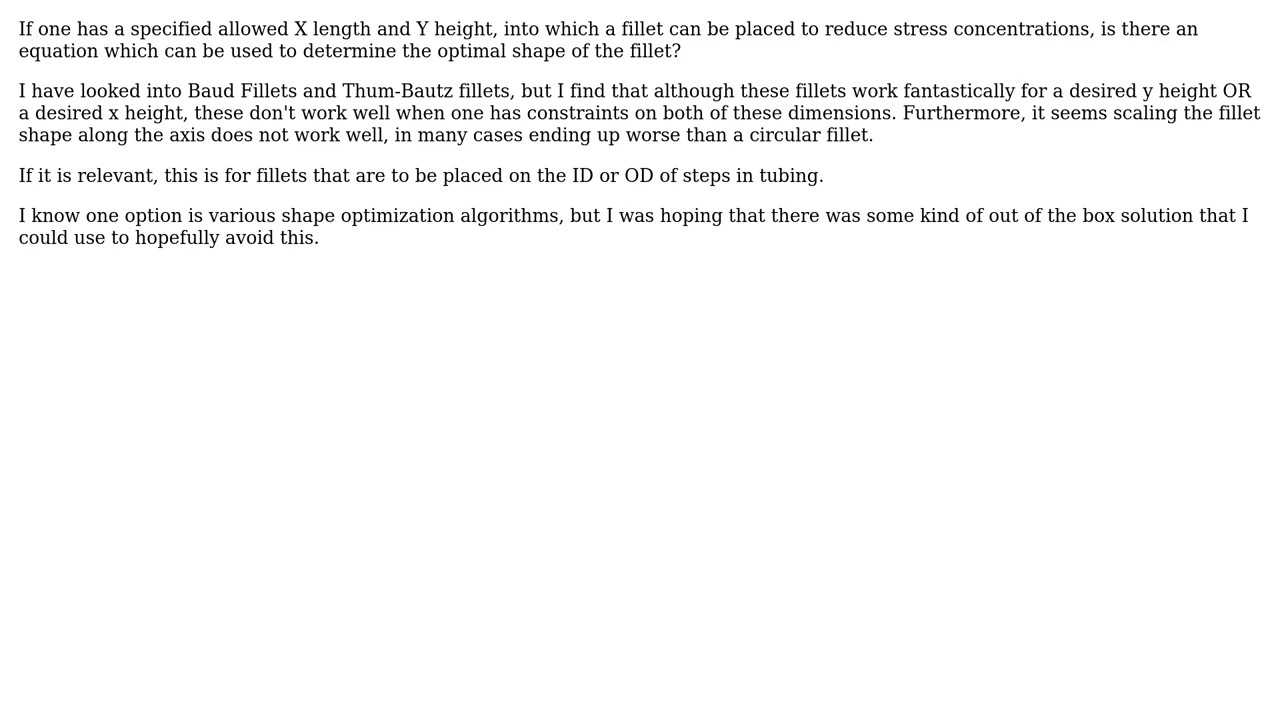 If one has a specified allowed X length and Y height, into which a fillet can be placed to reduce stress concentrations, is there an
equation which can be used to determine the optimal shape of the fillet?
I have looked into Baud Fillets and Thum-Bautz fillets, but I find that although these fillets work fantastically for a desired y height OR
a desired x height, these don't work well when one has constraints on both of these dimensions. Furthermore, it seems scaling the fillet
shape along the axis does not work well, in many cases ending up worse than a circular fillet.
If it is relevant, this is for fillets that are to be placed on the ID or OD of steps in tubing.
I know one option is various shape optimization algorithms, but I was hoping that there was some kind of out of the box solution that I
could use to hopefully avoid this.